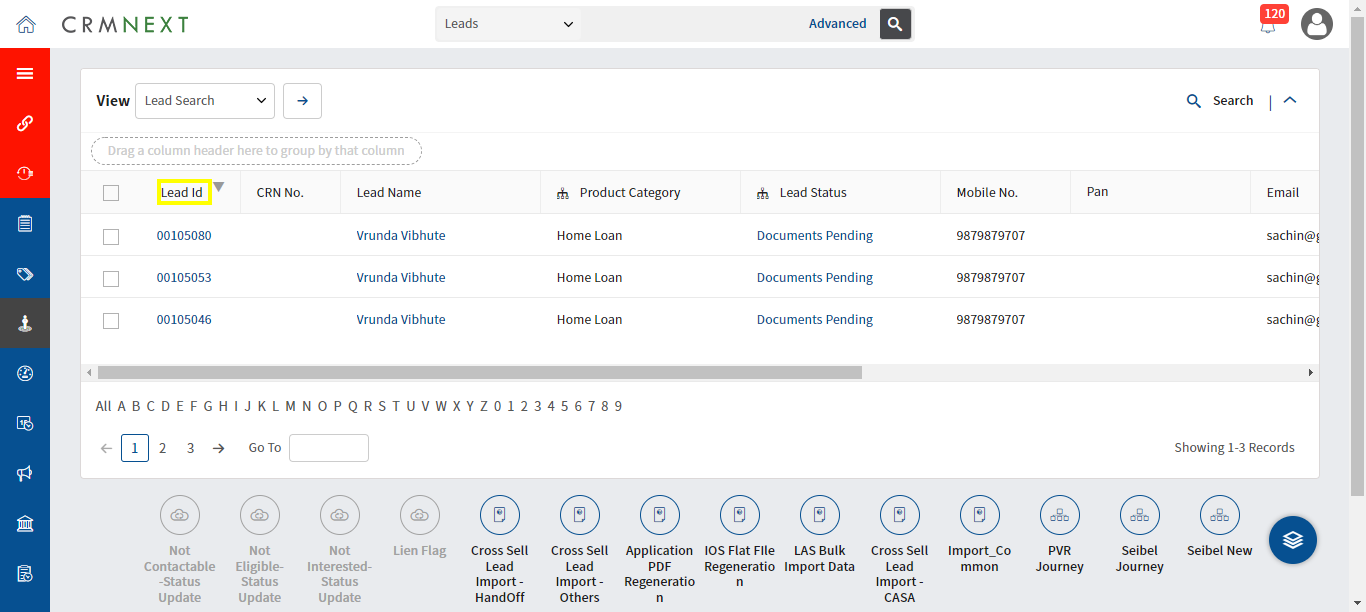 CRMNEXT
Leads
Advanced
120
View
Lead Search
Search
Drag a column header here to group by that column
Lead Id CRN No. Lead Name Product Category Lead Status Mobile No. Pan Email
00105080 Vrunda Vibhute Home Loan Documents Pending 9879879707 sachin@g
00105053 Vrunda Vibhute Home Loan Documents Pending 9879879707 sachin@g
00105046 Vrunda Vibhute Home Loan Documents Pending 9879879707 sachin@g
All A B C D E F G H I J K L M N O P Q R S T U V W X Y Z 0 1 2 3 4 5 6 7 8 9
1 2 3 Go To Showing 1-3 Records
Not
Contactable
-Status
Update
Not
Eligible-
Status
Update
Not
Interested-
Status
Update
Lien Flag
Cross Sell
Lead
Import -
HandOff
Cross Sell
Lead
Import -
Others
Application
PDF
Regeneratio
n
IOS Flat FIle
Regeneratio
n
LAS Bulk
Import Data
Cross Sell
Lead
Import -
CASA
Import_Co
mmon
PVR
Journey
Seibel
Journey
Seibel New